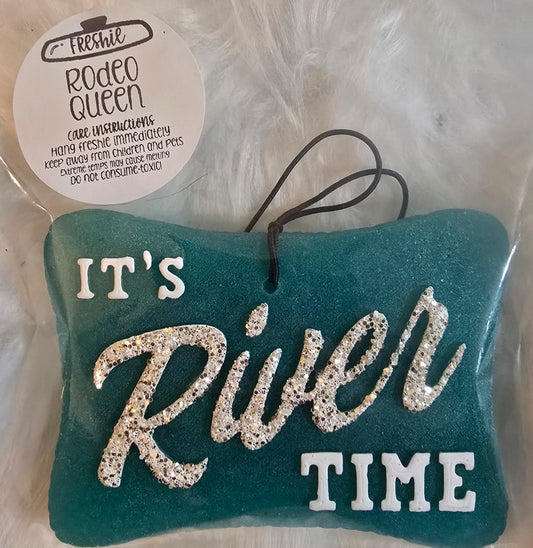 FRESHIE
RODEO
QUEEN
CARE INSTRUCTIONS
HANG FRESHIE IMMEDIATELY
KEEP AWAY FROM CHILDREN AND PETS
EXTREME TEMPS MAY CAUSE MELTING
DO NOT CONSUME-TOXIC!
IT'S
River
TIME